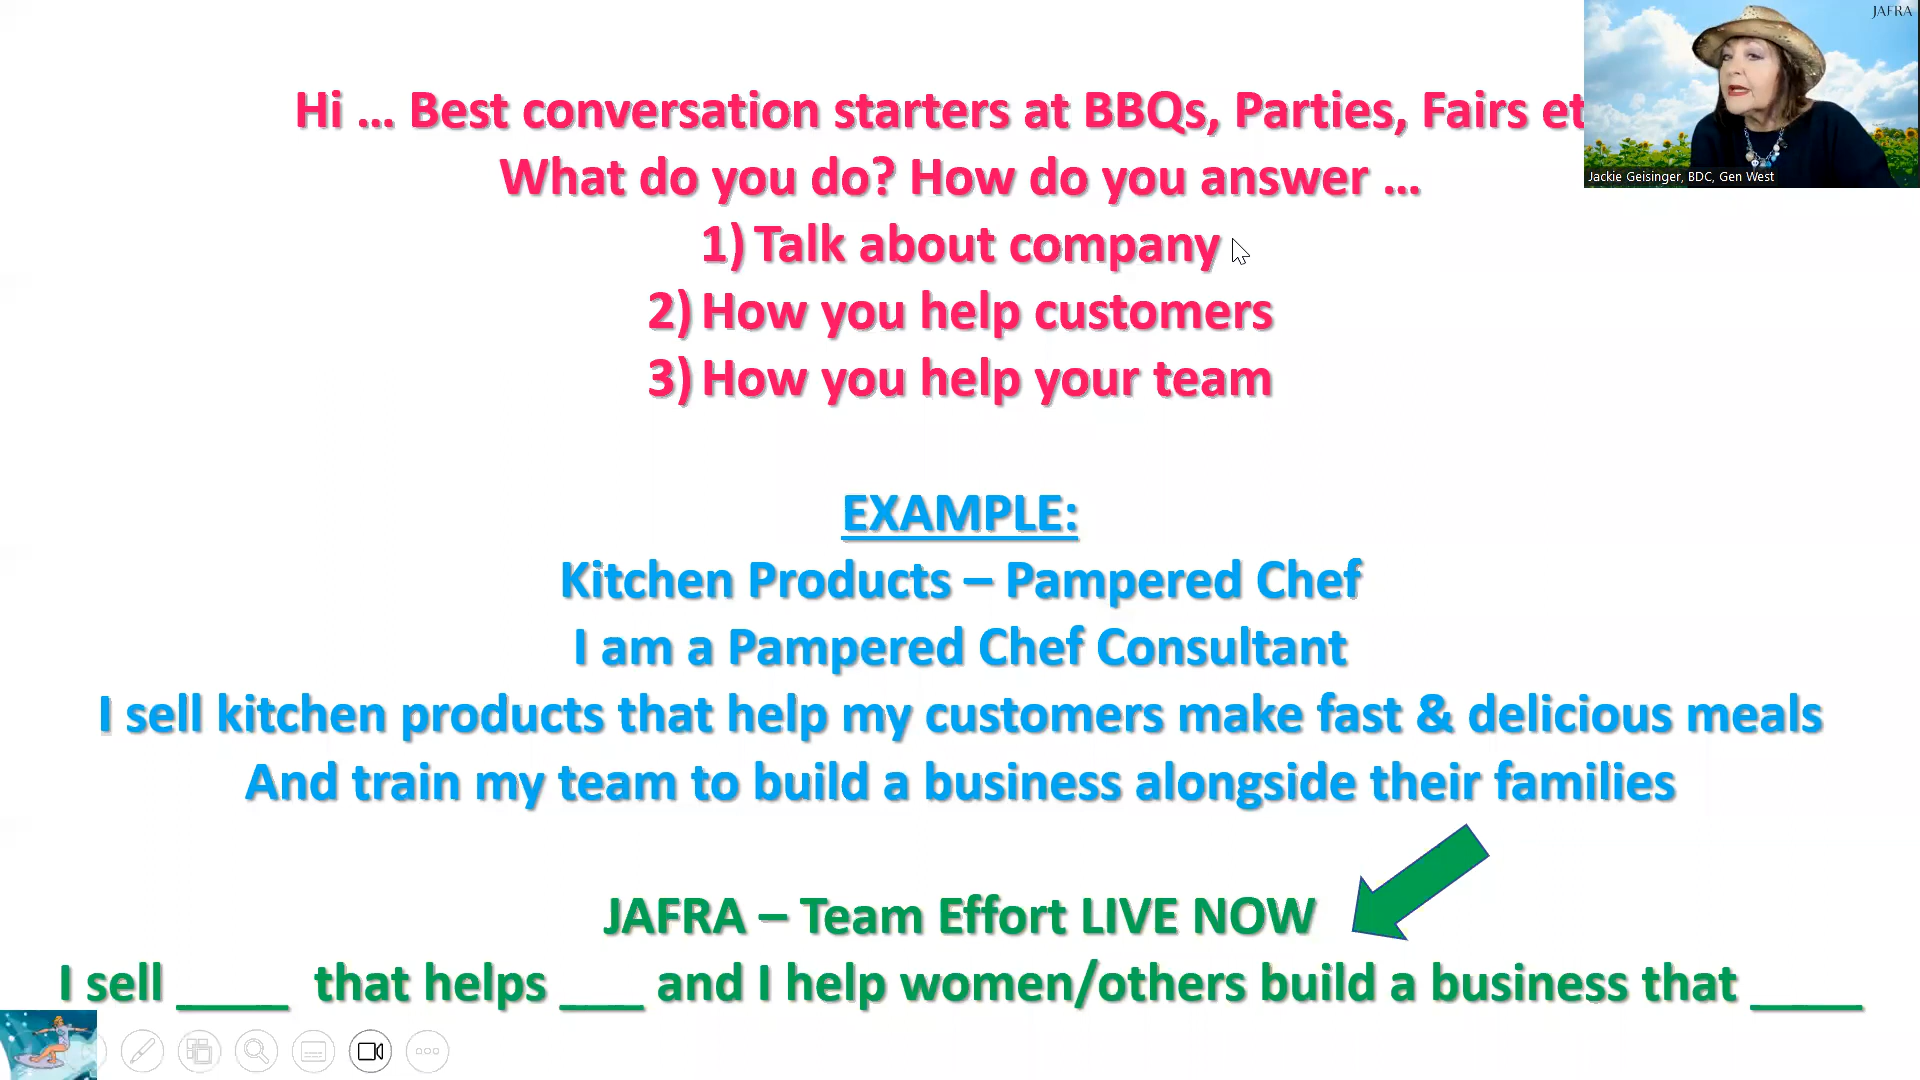 JAFRA
Hi ... Best conversation starters at BBQs, Parties, Fairs et
What do you do? How do you answer ...
Jackie Geisinger, BDC, Gen West
1) Talk about company
2) How you help customers
3) How you help your team
EXAMPLE:
Kitchen Products – Pampered Chef
I am a Pampered Chef Consultant
I sell kitchen products that help my customers make fast & delicious meals
And train my team to build a business alongside their families
JAFRA – Team Effort LIVE NOW
I sell ____ that helps ___ and I help women/others build a business that ____